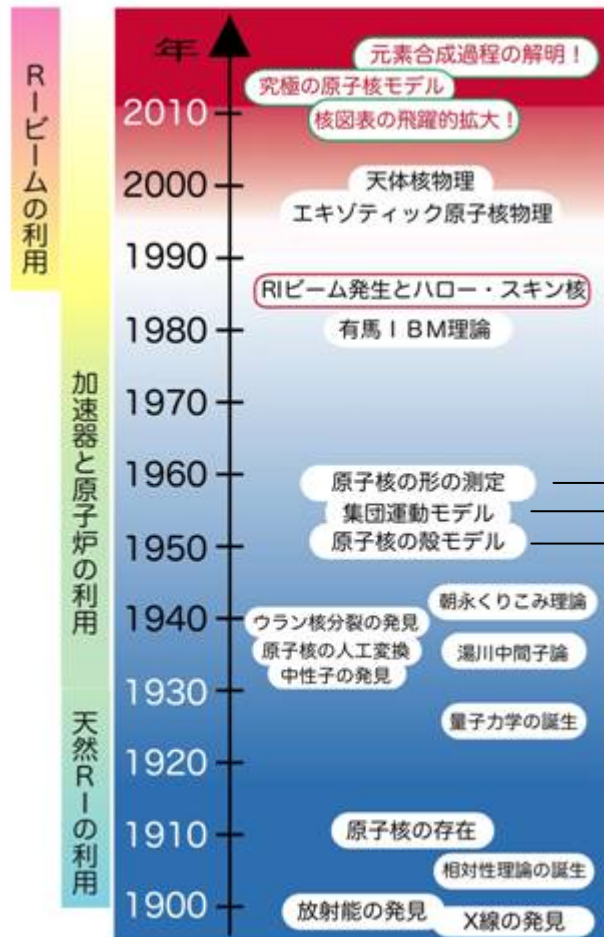 年
元素合成過程の解明！
究極の原子核モデル
2010
核図表の飛躍的拡大！
2000
天体核物理
エキゾティック原子核物理
1990
RIビーム発生とハロー・スキン核
1980
有馬ＩＢＭ理論
1970
1960
原子核の形の測定
集団運動モデル
1950
原子核の殻モデル
朝永くりこみ理論
1940
ウラン核分裂の発見
原子核の人工変換
湯川中間子論
中性子の発見
1930
量子力学の誕生
1920
1910
原子核の存在
相対性理論の誕生
1900
放射能の発見
X線の発見
RIビームの利用
加速器と原子炉の利用
天然RIの利用